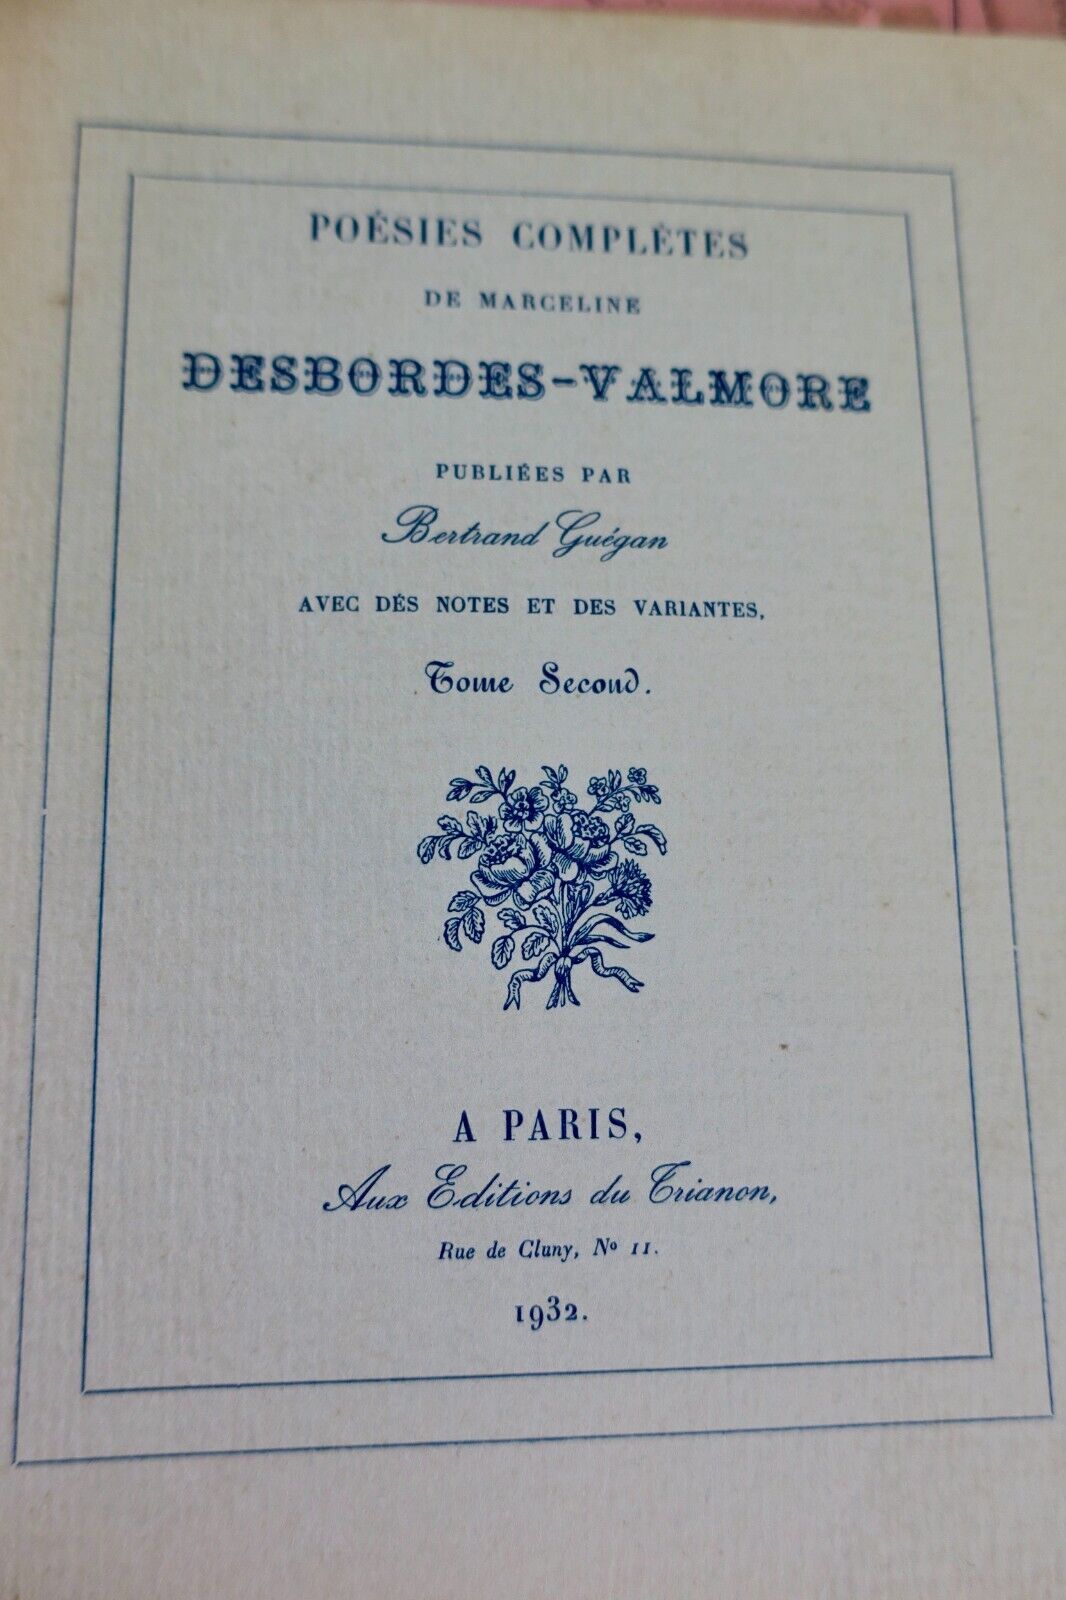 POÉSIES COMPLÈTES
DE MARCELINE
DESBORDES-VALMORE
PUBLIÉES PAR
Bertrand Guégan
AVEC DÉS NOTES ET DES VARIANTES,
Tome Second.
A PARIS,
Aux Editions du Trianon,
Rue de Cluny, Nº 11.
1932.